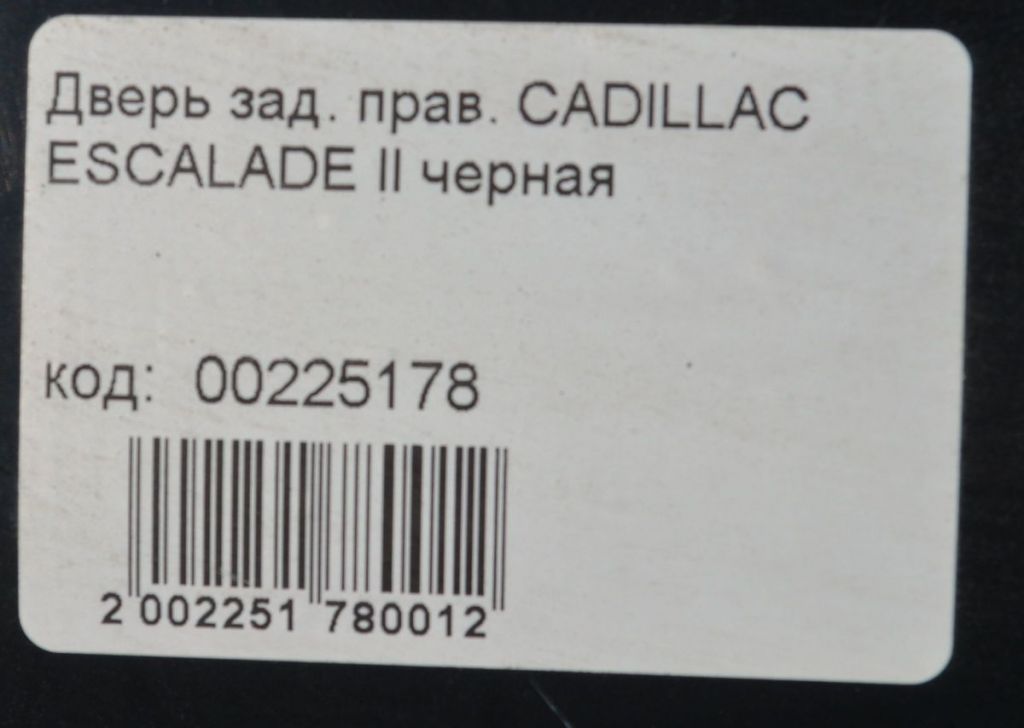 Дверь зад. прав. CADILLAC
ESCALADE II черная
код: 00225178
2 002251 780012